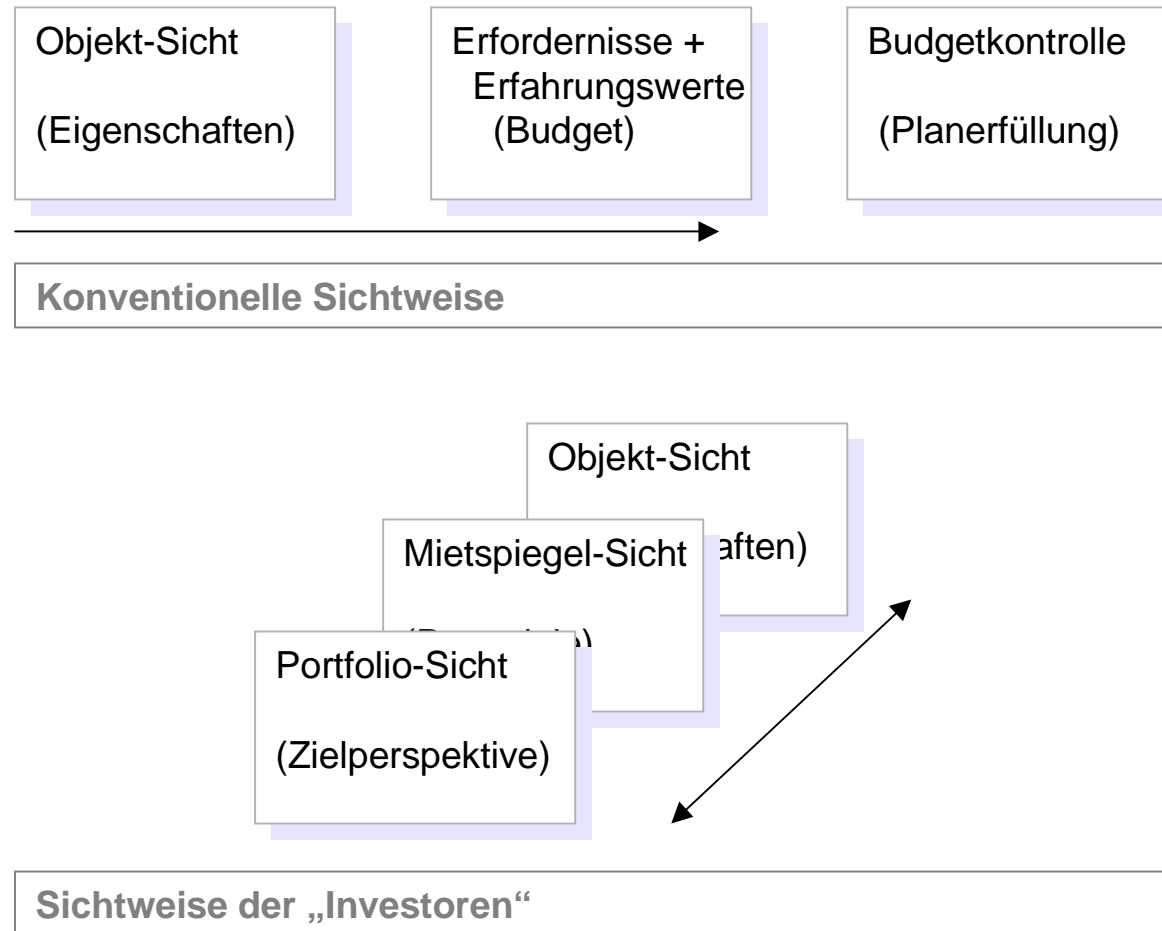 Objekt-Sicht
(Eigenschaften)
Erfordernisse +
Erfahrungswerte
(Budget)
Budgetkontrolle
(Planerfüllung)
Konventionelle Sichtweise
Objekt-Sicht
aften)
Mietspiegel-Sicht
Portfolio-Sicht
(Zielperspektive)
Sichtweise der „Investoren“